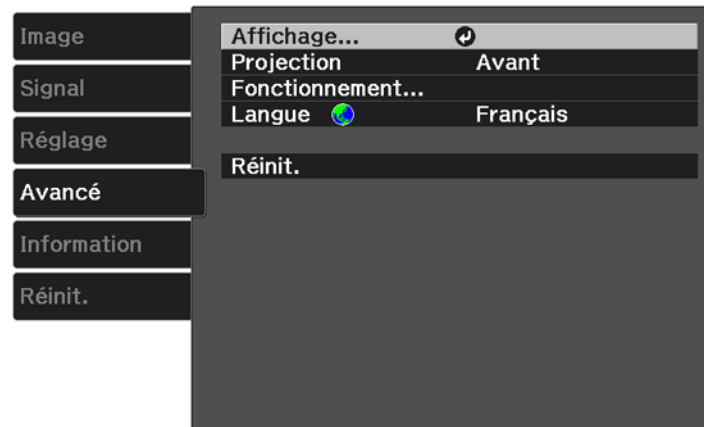 Image
Signal
Réglage
Avancé
Information
Réinit.
Affichage...
Projection Avant
Fonctionnement...
Langue Français
Réinit.